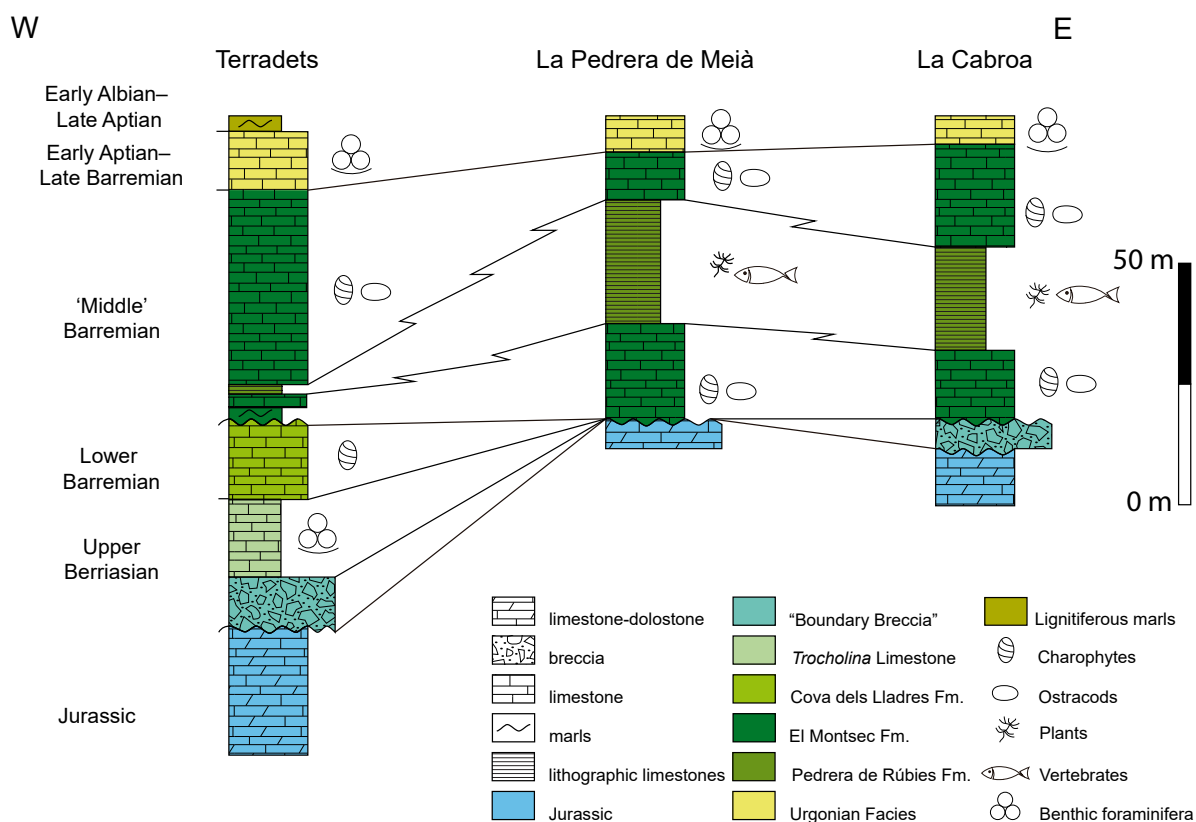 W
E
Terradets
La Pedrera de Meià
La Cabroa
Early Albian–
Late Aptian
Early Aptian–
Late Barremian
‘Middle’
Barremian
Lower
Barremian
Upper
Berriasian
Jurassic
50 m
0 m
limestone-dolostone
breccia
limestone
marls
lithographic limestones
Jurassic
“Boundary Breccia”
Trocholina Limestone
Cova dels Lladres Fm.
El Montsec Fm.
Pedrera de Rúbies Fm.
Urgonian Facies
Lignitiferous marls
Charophytes
Ostracods
Plants
Vertebrates
Benthic foraminifera